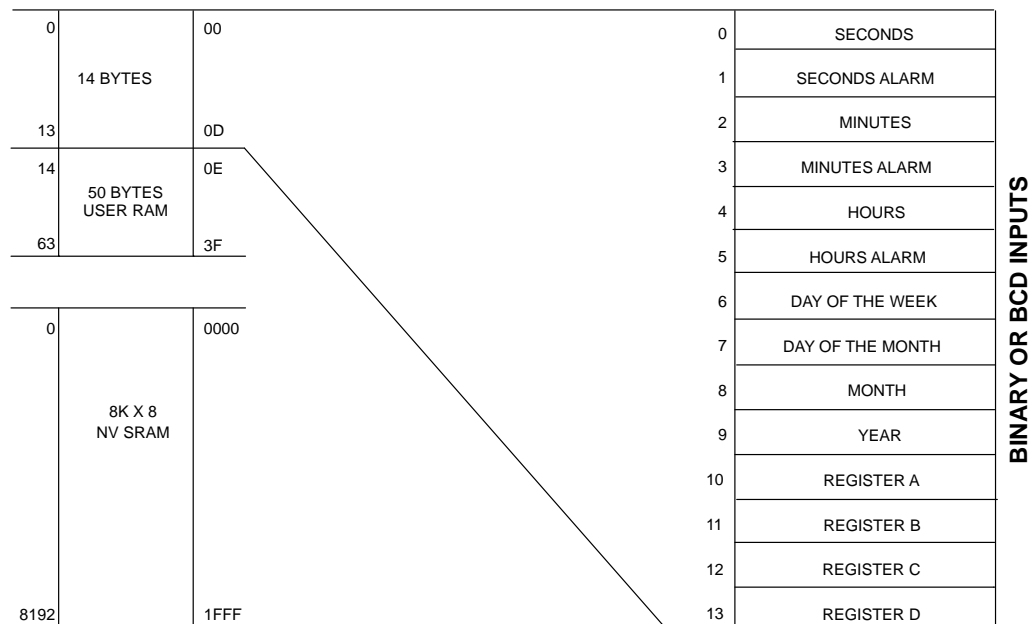 0 00
14 BYTES
13 0D
14 0E
50 BYTES
USER RAM
63 3F
0 0000
8K X 8
NV SRAM
8192 1FFF
0 SECONDS
1 SECONDS ALARM
2 MINUTES
3 MINUTES ALARM
4 HOURS
5 HOURS ALARM
6 DAY OF THE WEEK
7 DAY OF THE MONTH
8 MONTH
9 YEAR
10 REGISTER A
11 REGISTER B
12 REGISTER C
13 REGISTER D
BINARY OR BCD INPUTS